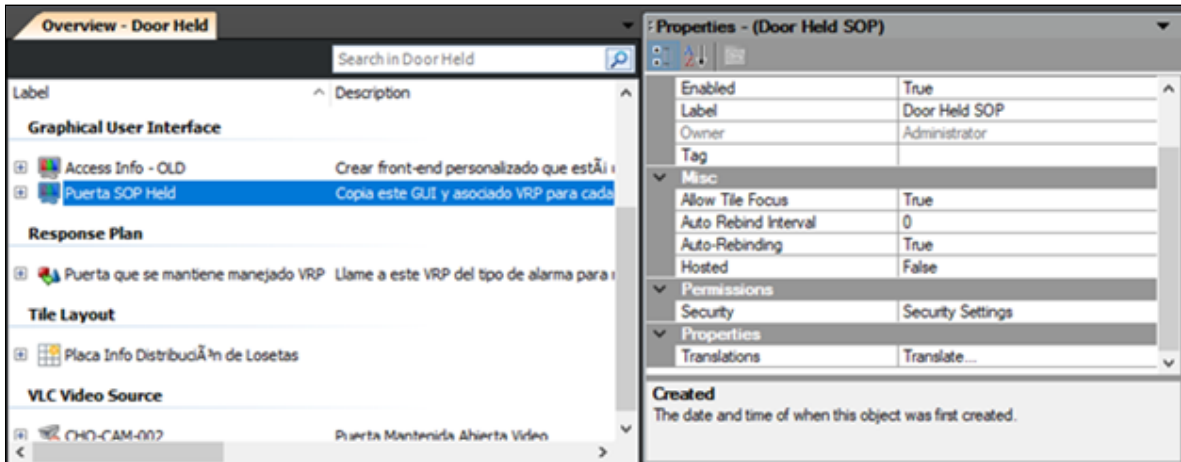 Overview - Door Held
Search in Door Held
Label Description
Graphical User Interface
Access Info - OLD Crear front-end personalizado que estÃi
Puerta SOP Held Copia este GUI y asociado VRP para cada
Response Plan
Puerta que se mantiene manejado VRP Llame a este VRP del tipo de alarma para
Tile Layout
Placa Info DistribuciÃ³n de Losetas
VLC Video Source
CHO-CAM-002 Puerta Mantenida Abierta Video
Properties - (Door Held SOP)
Enabled True
Label Door Held SOP
Owner Administrator
Tag
Misc
Allow Tile Focus True
Auto Rebind Interval 0
Auto-Rebinding True
Hosted False
Permissions
Security Security Settings
Properties
Translations Translate...
Created
The date and time of when this object was first created.